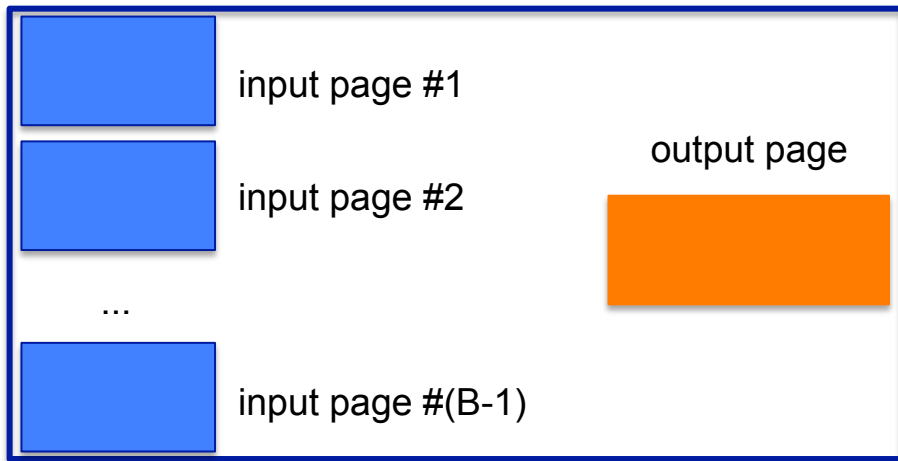 input page #1
output page
input page #2
...
input page #(B-1)